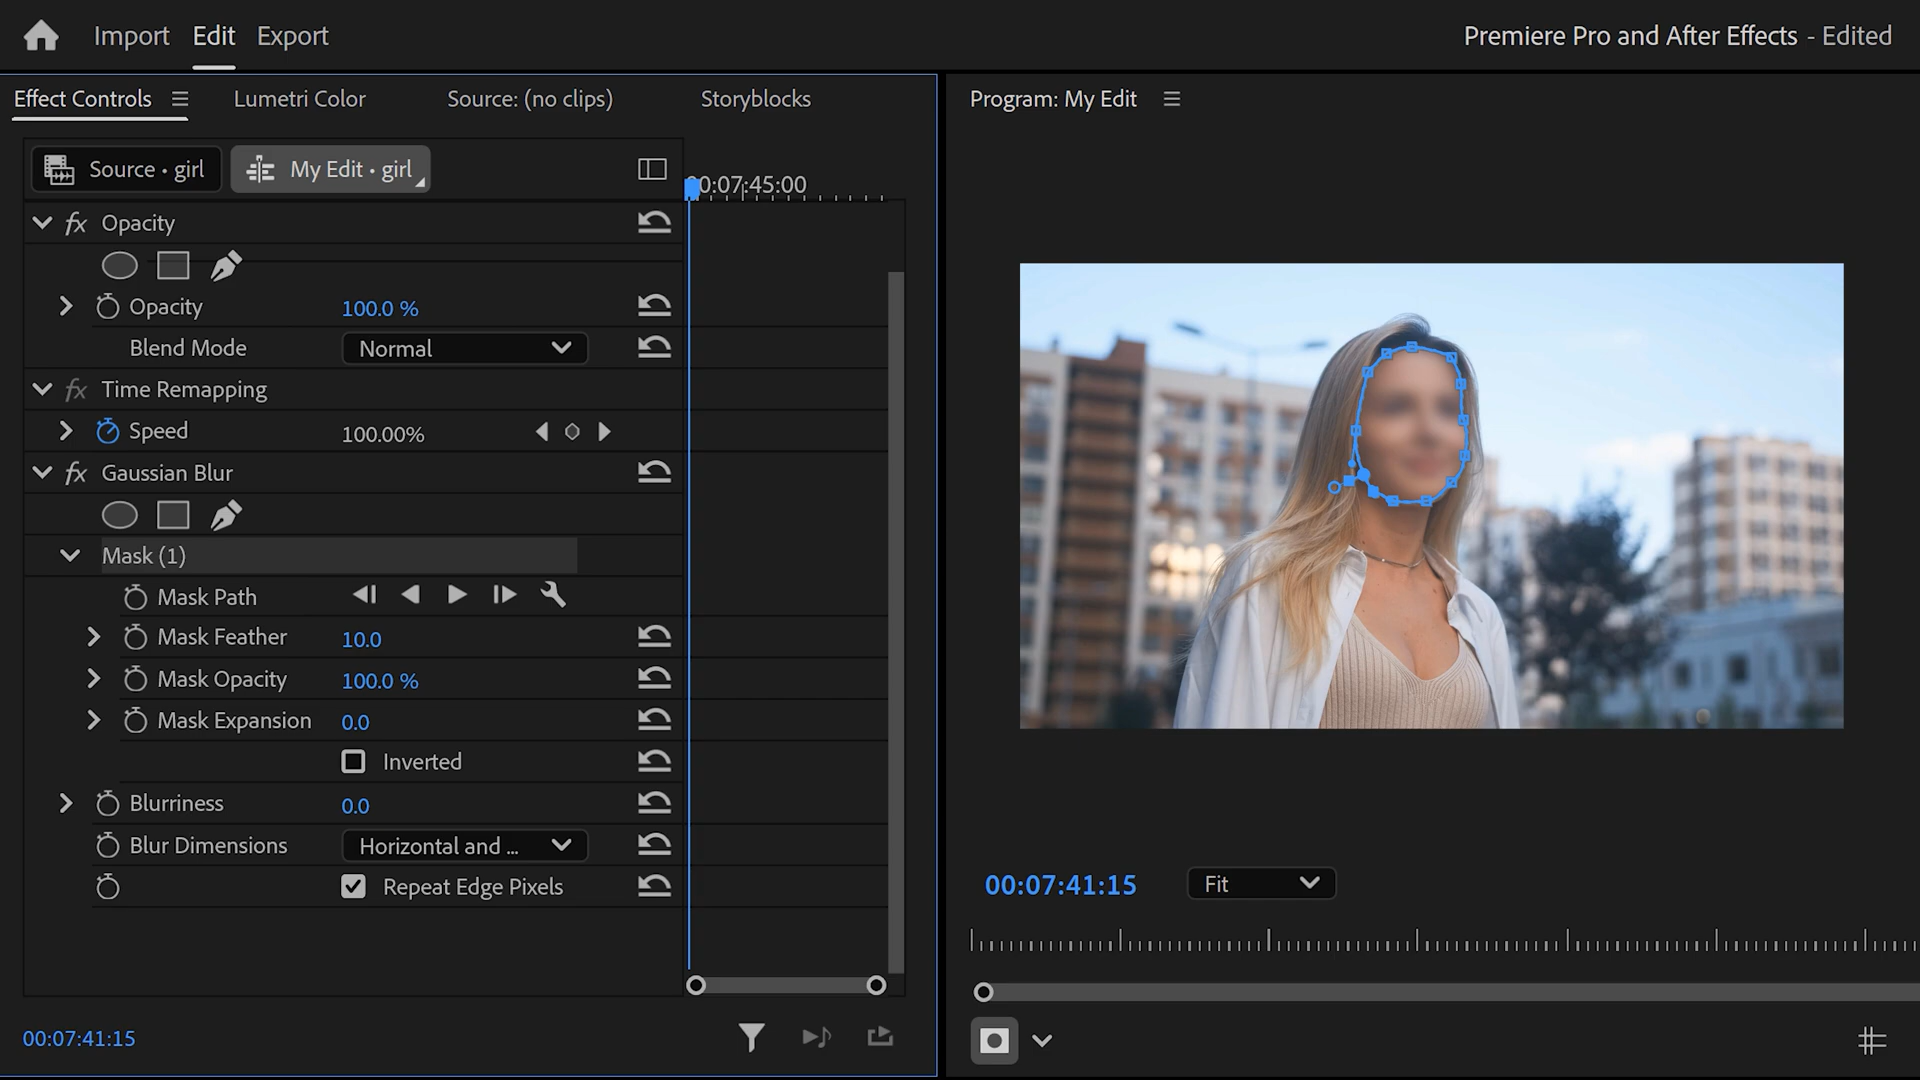 Import Edit Export
Premiere Pro and After Effects - Edited
Effect Controls Lumetri Color Source: (no clips) Storyblocks
Source • girl My Edit • girl
00:07:45:00
fx Opacity
Opacity 100.0 %
Blend Mode Normal
fx Time Remapping
Speed 100.00%
fx Gaussian Blur
Mask (1)
Mask Path
Mask Feather 10.0
Mask Opacity 100.0 %
Mask Expansion 0.0
Inverted
Blurriness 0.0
Blur Dimensions Horizontal and ...
Repeat Edge Pixels
00:07:41:15
Program: My Edit
00:07:41:15 Fit